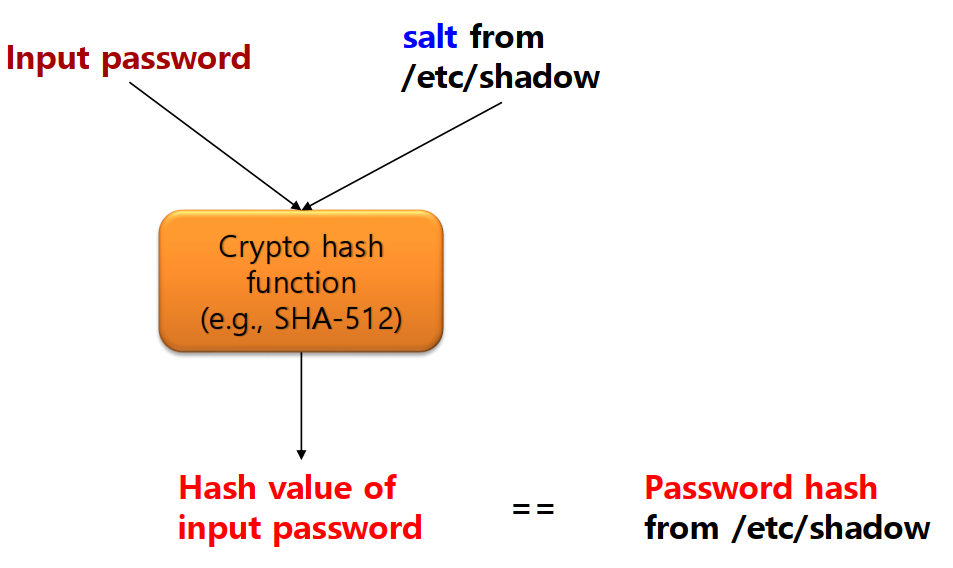 Input password
salt from
/etc/shadow
Crypto hash
function
(e.g., SHA-512)
Hash value of
input password
==
Password hash
from /etc/shadow